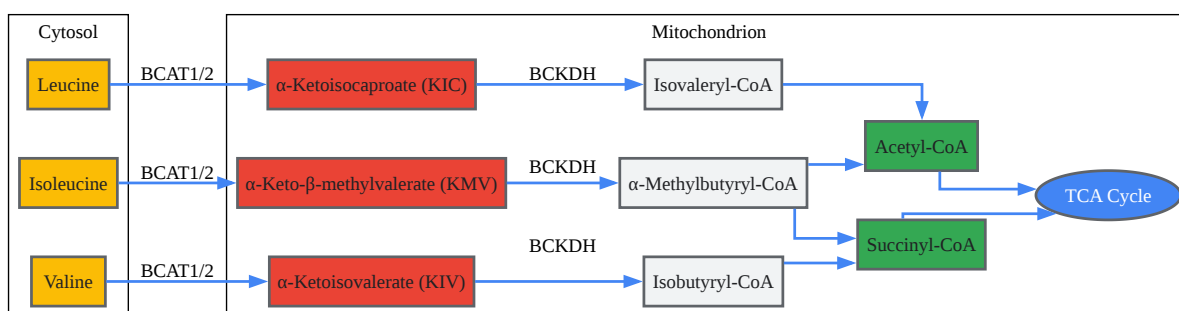 Cytosol
Mitochondrion
Leucine
BCAT1/2
α-Ketoisocaproate (KIC)
BCKDH
Isovaleryl-CoA
Acetyl-CoA
Isoleucine
BCAT1/2
α-Keto-β-methylvalerate (KMV)
BCKDH
α-Methylbutyryl-CoA
TCA Cycle
Succinyl-CoA
Valine
BCAT1/2
α-Ketoisovalerate (KIV)
BCKDH
Isobutyryl-CoA